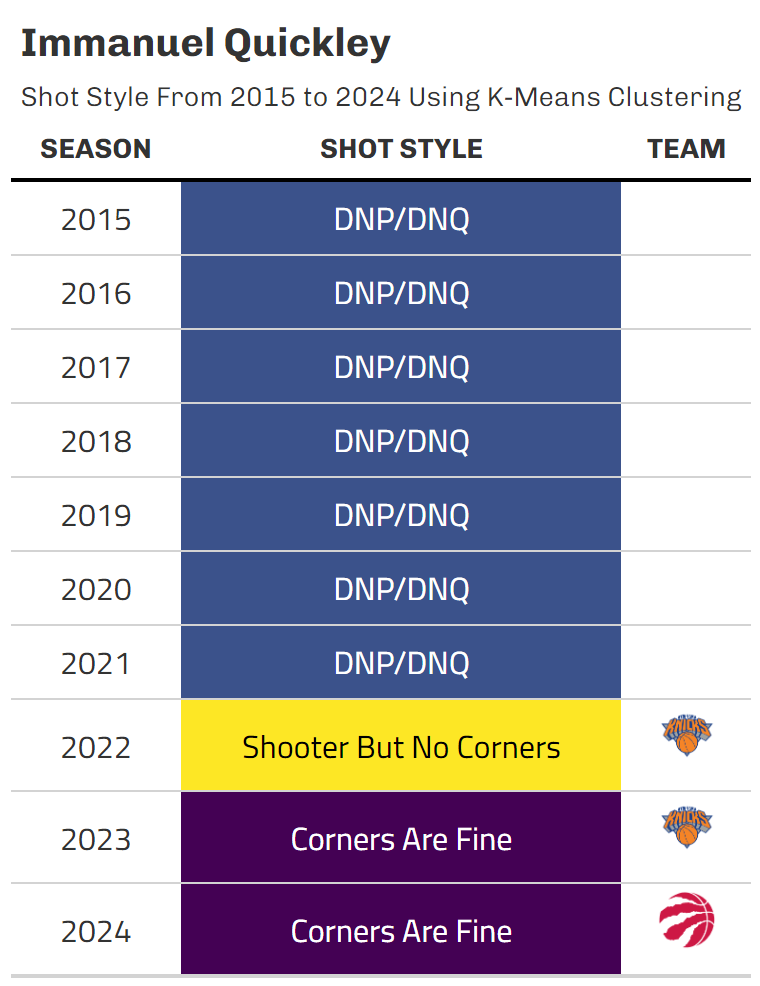 Immanuel Quickley
Shot Style From 2015 to 2024 Using K-Means Clustering
SEASON SHOT STYLE TEAM
2015 DNP/DNQ
2016 DNP/DNQ
2017 DNP/DNQ
2018 DNP/DNQ
2019 DNP/DNQ
2020 DNP/DNQ
2021 DNP/DNQ
2022 Shooter But No Corners KNICKS
2023 Corners Are Fine KNICKS
2024 Corners Are Fine